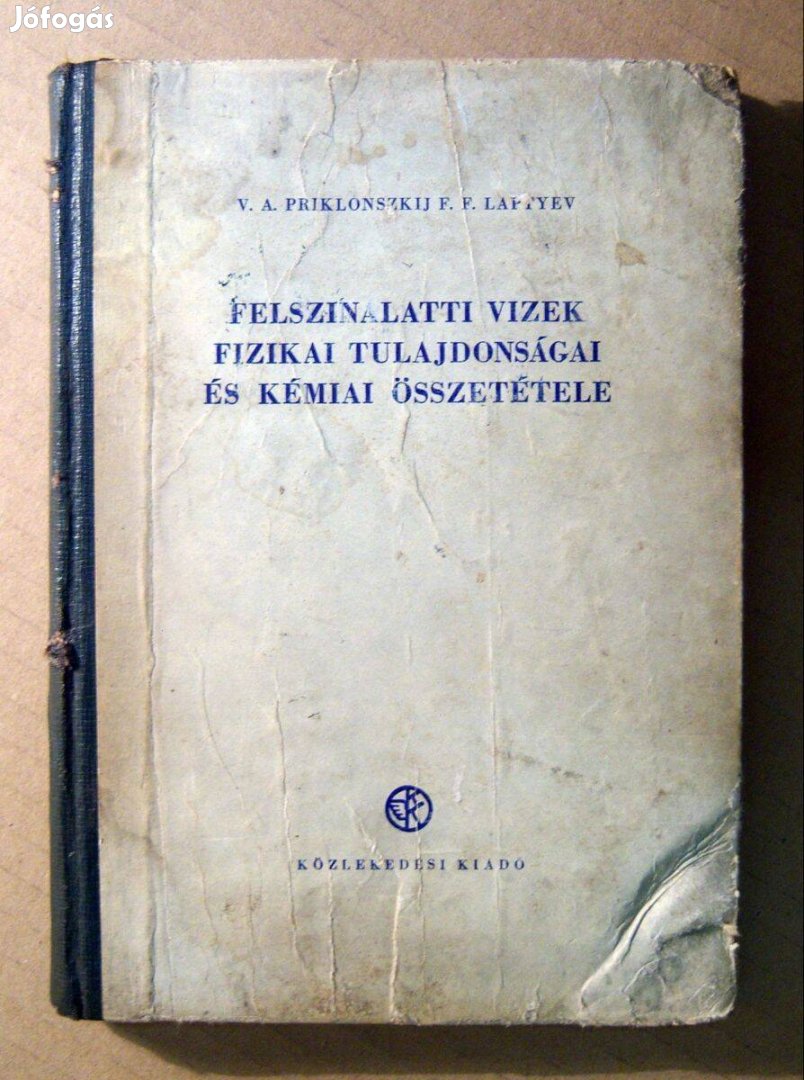 Jófogás
V. A. PRIKLONSZKIJ F. F. LAPTYEV
FELSZINALATTI VIZEK
FIZIKAI TULAJDONSÁGAI
ÉS KÉMIAI ÖSSZETÉTELE
KÖZLEKEDÉSI KIADÓ